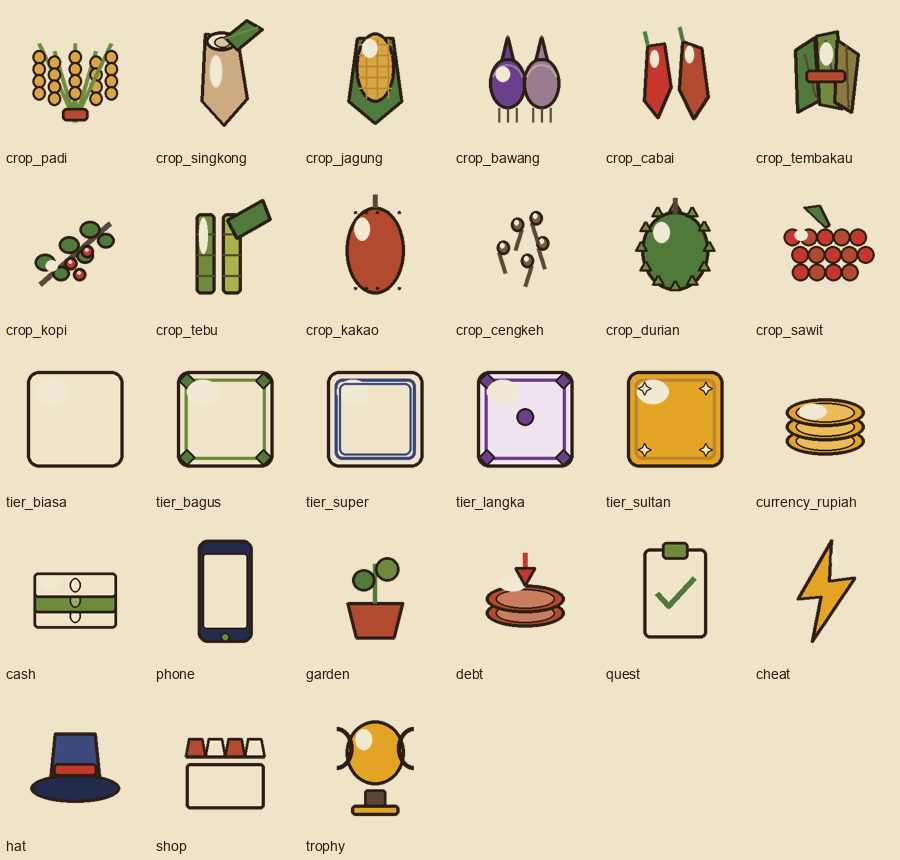 crop_padi
crop_singkong
crop_jagung
crop_bawang
crop_cabai
crop_tembakau
crop_kopi
crop_tebu
crop_kakao
crop_cengkeh
crop_durian
crop_sawit
tier_biasa
tier_bagus
tier_super
tier_langka
tier_sultan
currency_rupiah
cash
phone
garden
debt
quest
cheat
hat
shop
trophy